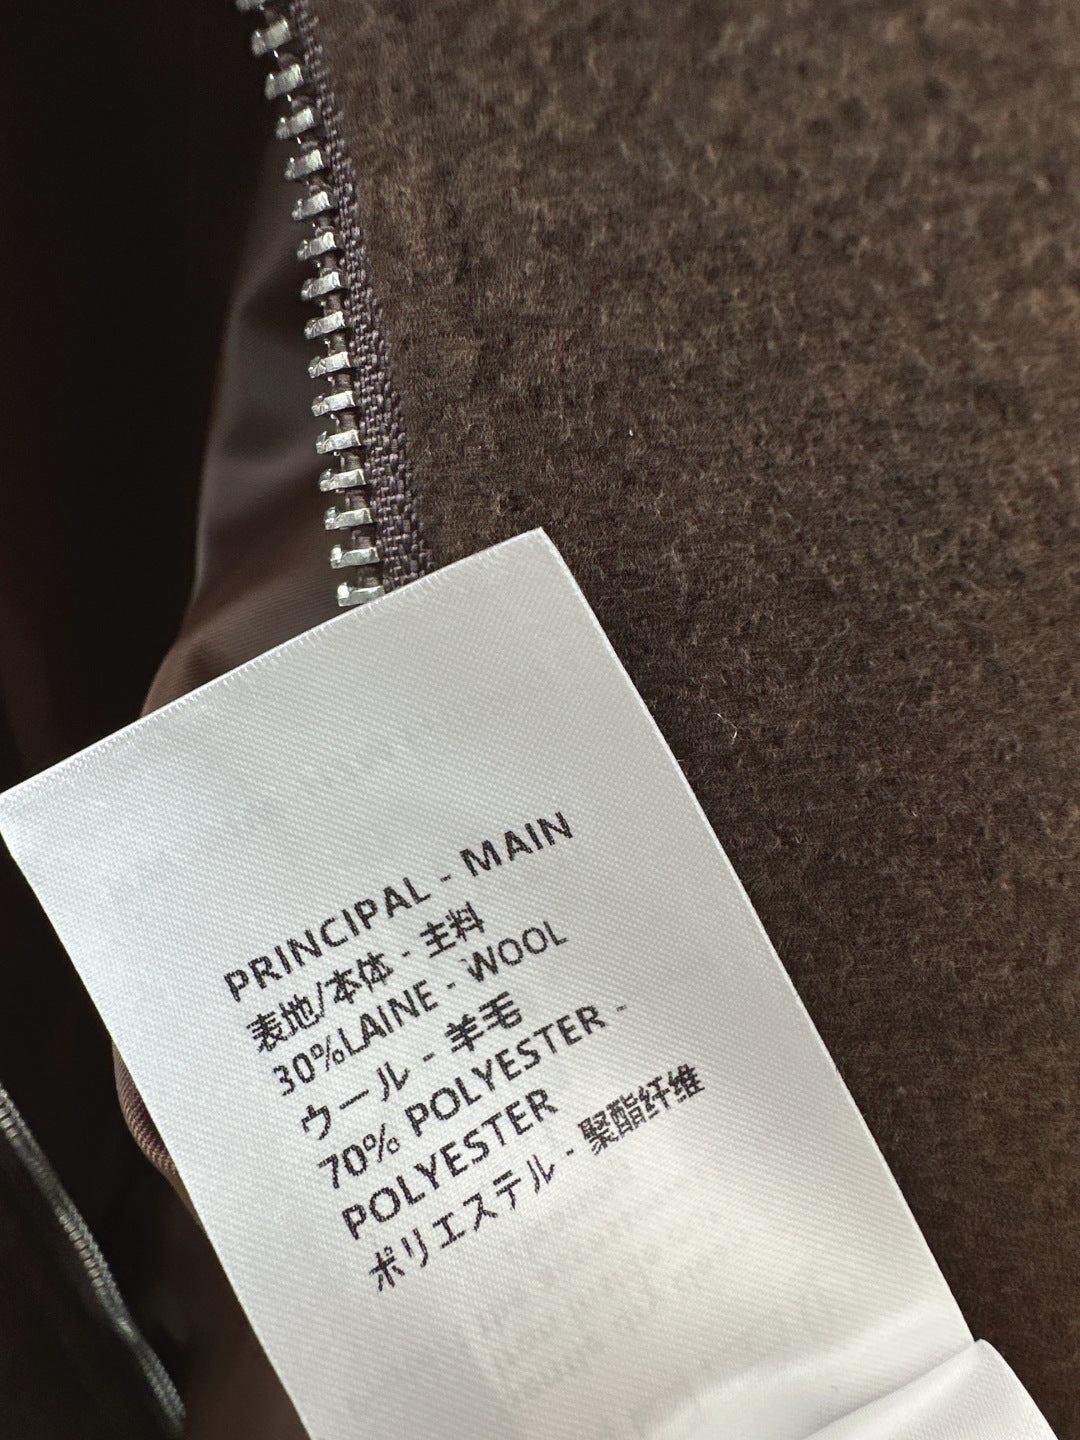 PRINCIPAL - MAIN
表地/本体 - 主料
30%LAINE - WOOL
ウール - 羊毛
70% POLYESTER -
POLYESTER
ポリエステル - 聚酯纤维